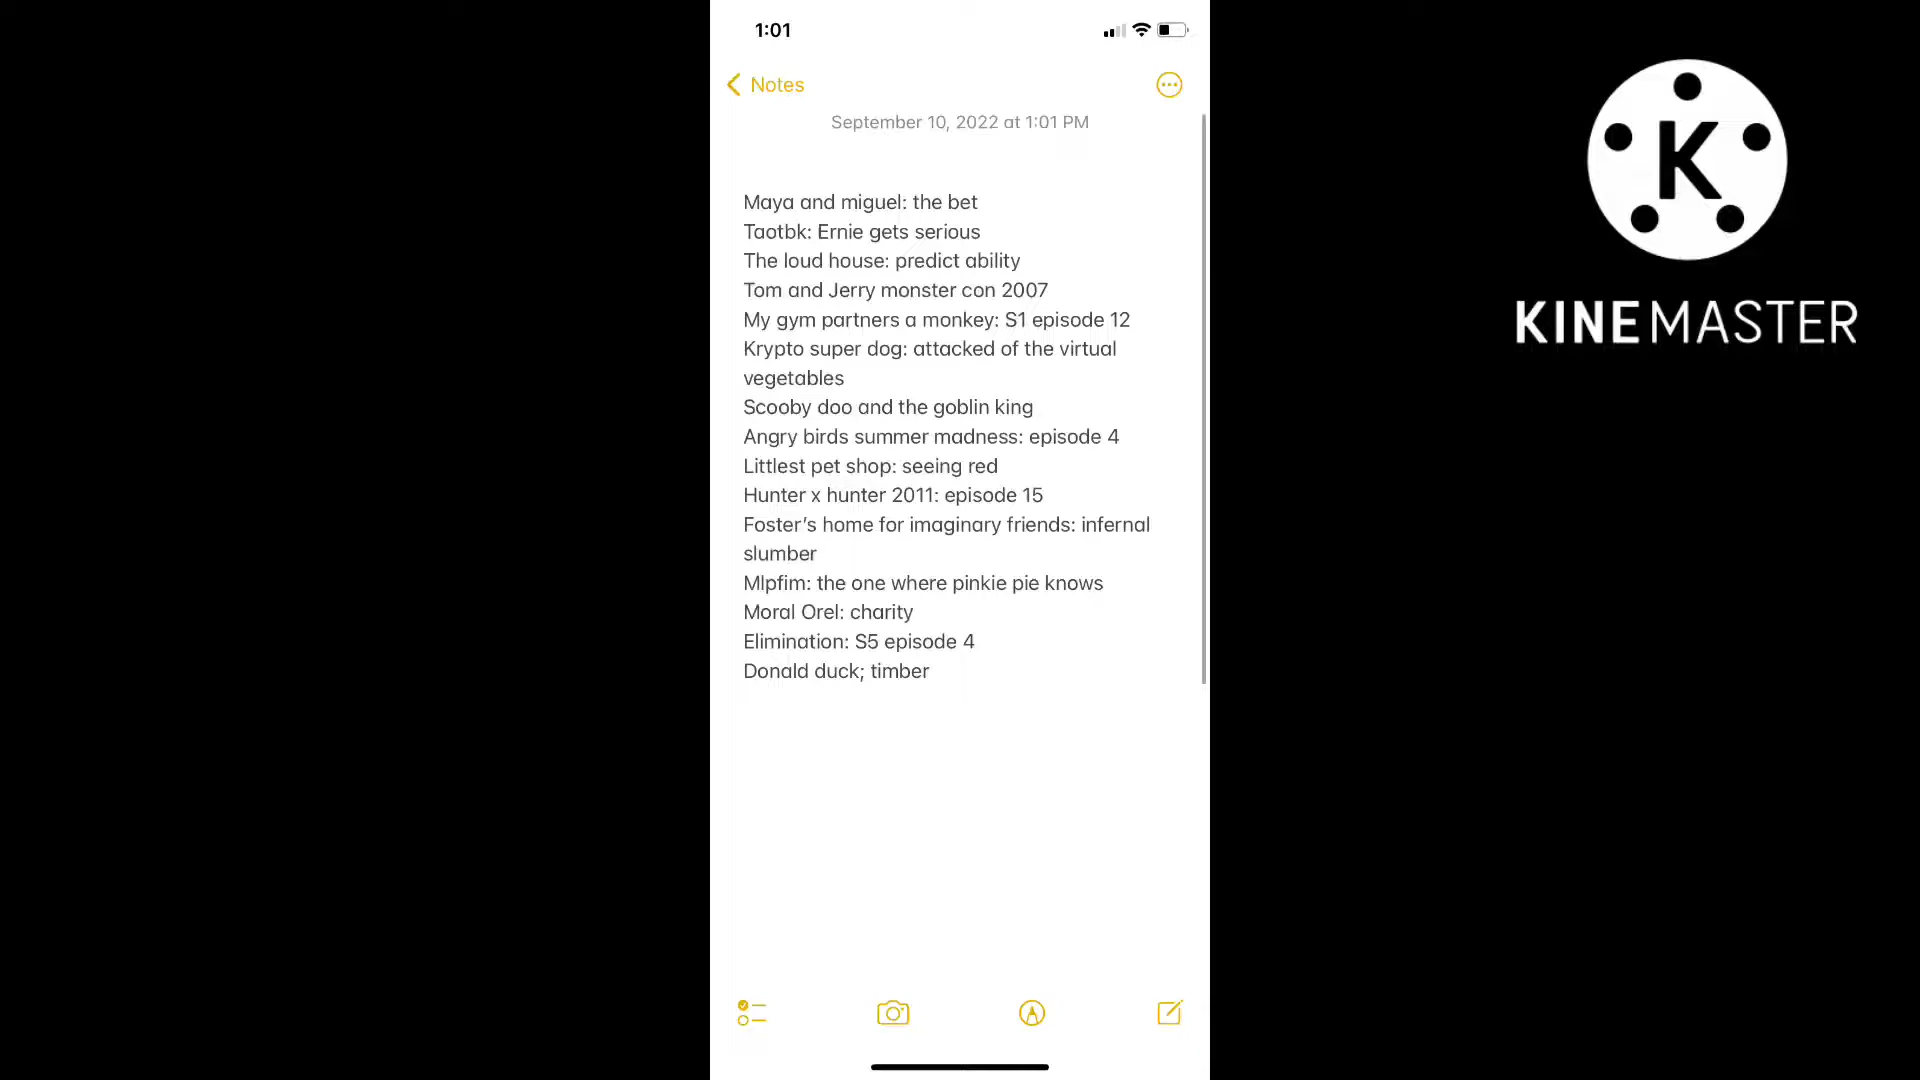 1:01
Notes
September 10, 2022 at 1:01 PM
Maya and miguel: the bet
Taotbk: Ernie gets serious
The loud house: predict ability
Tom and Jerry monster con 2007
My gym partners a monkey: S1 episode 12
Krypto super dog: attacked of the virtual
vegetables
Scooby doo and the goblin king
Angry birds summer madness: episode 4
Littlest pet shop: seeing red
Hunter x hunter 2011: episode 15
Foster’s home for imaginary friends: infernal
slumber
Mlpfim: the one where pinkie pie knows
Moral Orel: charity
Elimination: S5 episode 4
Donald duck; timber
K
KINEMASTER